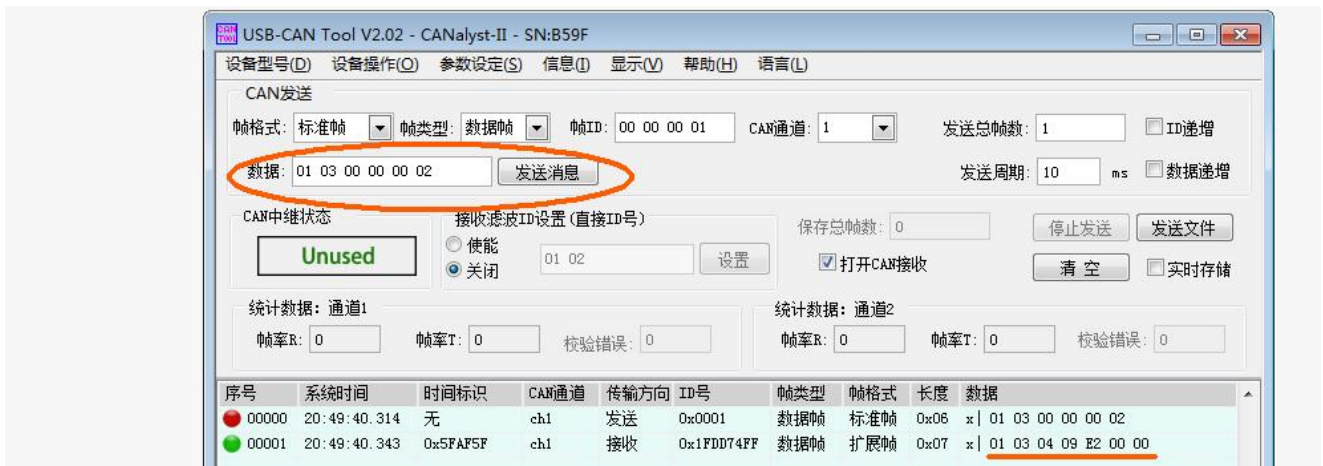 USB-CAN Tool V2.02 - CANalyst-II - SN:B59F
设备型号(D) 设备操作(O) 参数设定(S) 信息(I) 显示(V) 帮助(H) 语言(L)
CAN发送
帧格式: 标准帧 帧类型: 数据帧 帧ID: 00 00 00 01 CAN通道: 1 发送总帧数: 1 ID递增
数据: 01 03 00 00 00 02 发送消息 发送周期: 10 ms 数据递增
CAN中继状态 接收滤波ID设置(直接ID号) 保存总帧数: 0 停止发送 发送文件
Unused 使能 01 02 设置 打开CAN接收 清 空 实时存储
关闭
统计数据: 通道1 统计数据: 通道2
帧率R: 0 帧率T: 0 校验错误: 0 帧率R: 0 帧率T: 0 校验错误: 0
序号 系统时间 时间标识 CAN通道 传输方向 ID号 帧类型 帧格式 长度 数据
00000 20:49:40.314 无 ch1 发送 0x0001 数据帧 标准帧 0x06 x| 01 03 00 00 00 02
00001 20:49:40.343 0x5FAF5F ch1 接收 0x1FDD74FF 数据帧 扩展帧 0x07 x| 01 03 04 09 E2 00 00